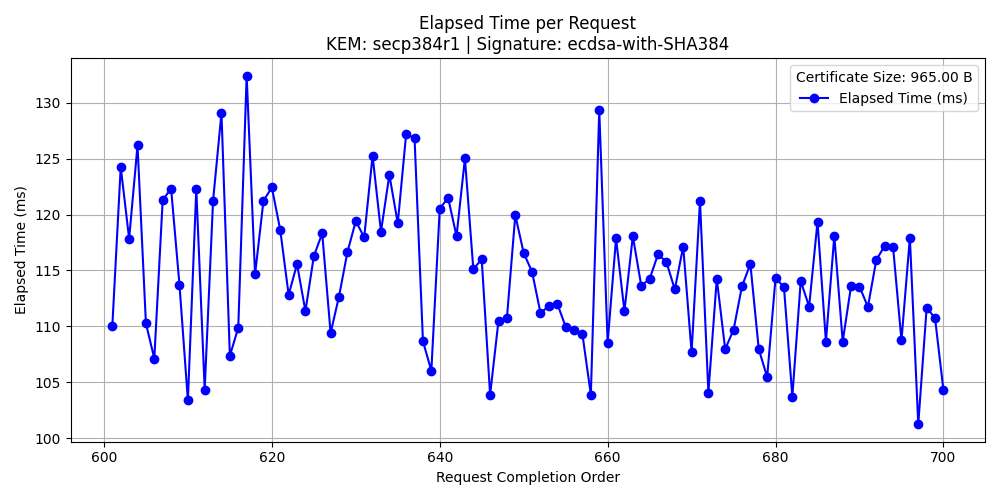 Elapsed Time per Request
KEM: secp384r1 | Signature: ecdsa-with-SHA384
Certificate Size: 965.00 B
Elapsed Time (ms)
Elapsed Time (ms)
130
125
120
115
110
105
100
600 620 640 660 680 700
Request Completion Order